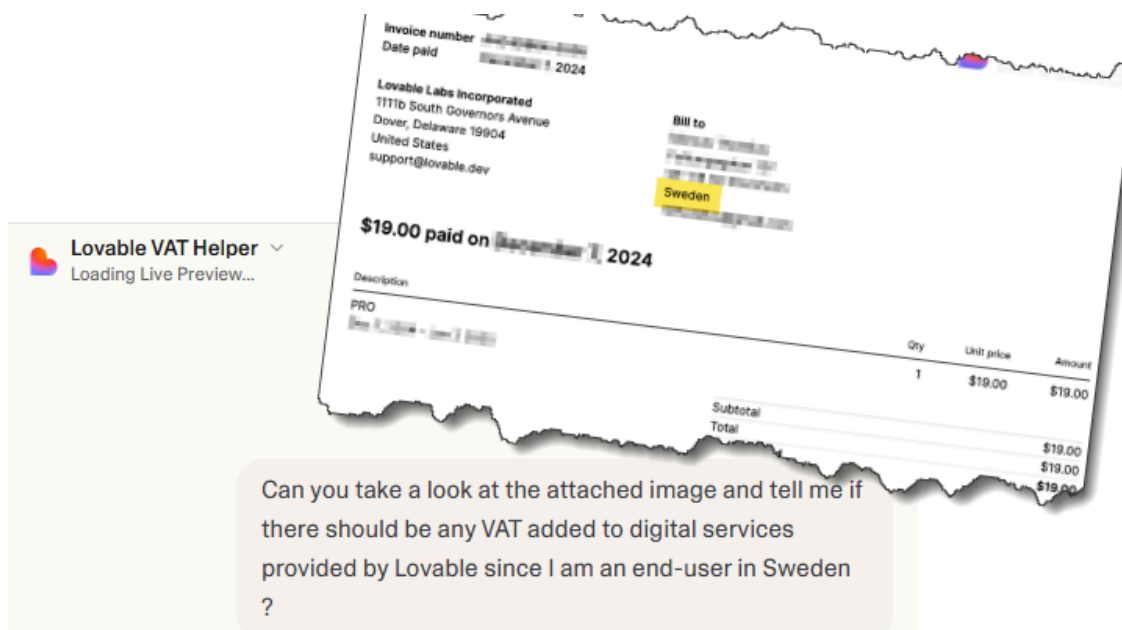 Invoice number
Date paid 2024
Lovable Labs Incorporated
1111b South Governors Avenue
Dover, Delaware 19904
United States
support@lovable.dev
Bill to
Sweden
$19.00 paid on December 1, 2024
Description
Qty Unit price Amount
PRO
1 $19.00 $19.00
Subtotal $19.00
Total $19.00
$19.00
Lovable VAT Helper
Loading Live Preview...
Can you take a look at the attached image and tell me if
there should be any VAT added to digital services
provided by Lovable since I am an end-user in Sweden
?